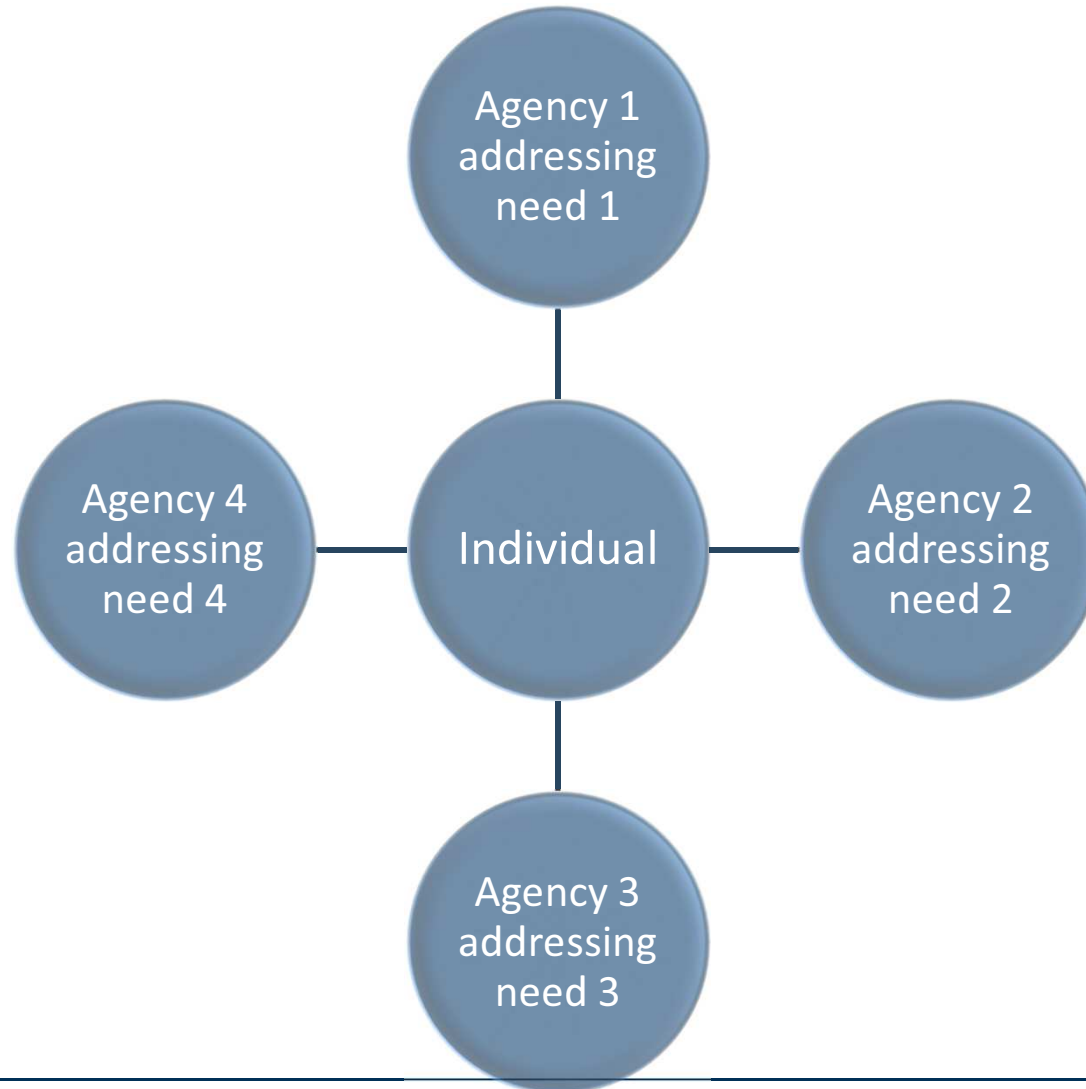 Agency 1
addressing
need 1
Agency 4
addressing
need 4
Individual
Agency 2
addressing
need 2
Agency 3
addressing
need 3